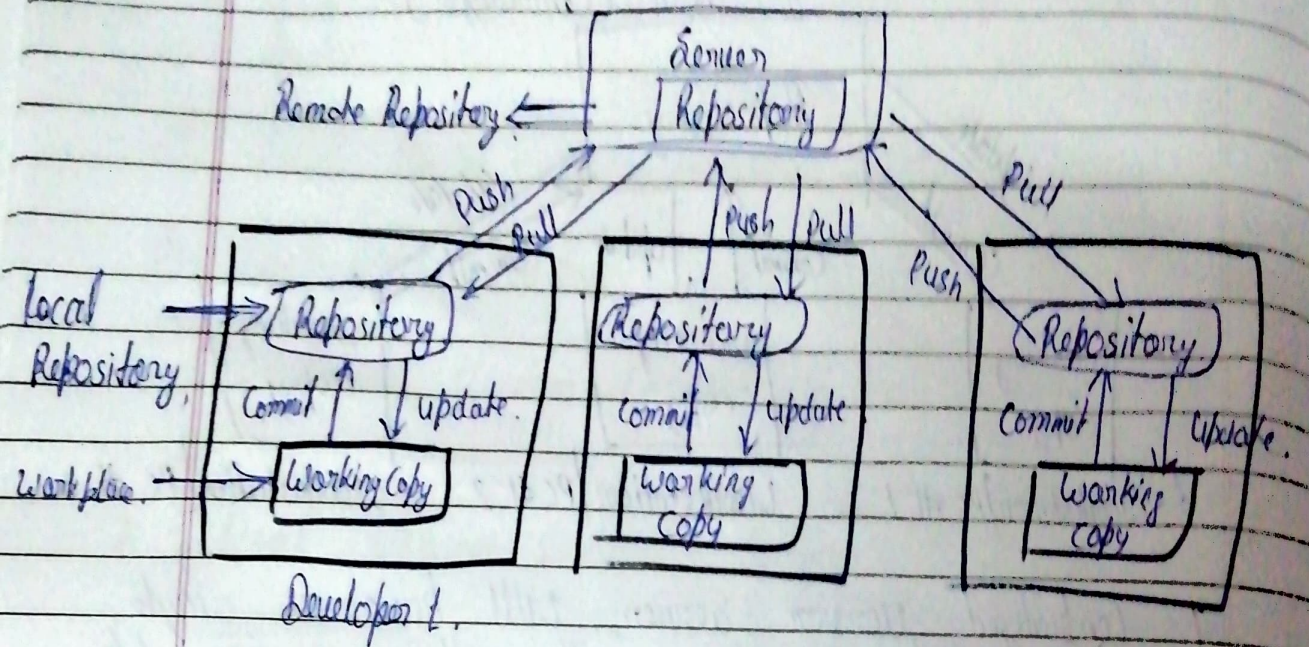 Server
Remote Repository
Repository
Push
Pull
Push
Pull
Push
Pull
Local
Repository
Repository
Repository
Repository
Commit
update
Commit
update
Commit
update
Workplace
Working Copy
Working
Copy
Working
Copy
Developer 1.